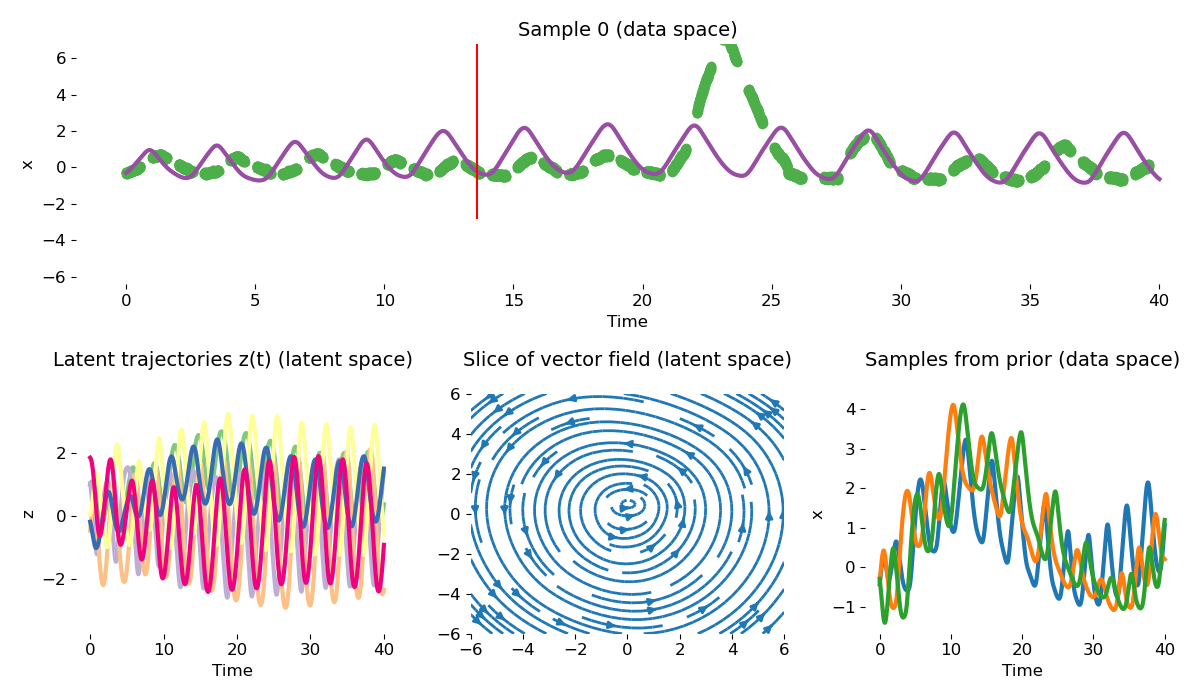 Sample 0 (data space)
6
4
2
0
−2
−4
−6
x
0 5 10 15 20 25 30 35 40
Time
Latent trajectories z(t) (latent space)
2
0
−2
z
0 10 20 30 40
Time
Slice of vector field (latent space)
6
4
2
0
−2
−4
−6
−6 −4 −2 0 2 4 6
Samples from prior (data space)
4
3
2
1
0
−1
x
0 10 20 30 40
Time